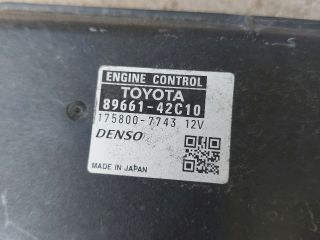 ENGINE CONTROL
TOYOTA
89661-42C10
175800-7743 12V
DENSO
MADE IN JAPAN